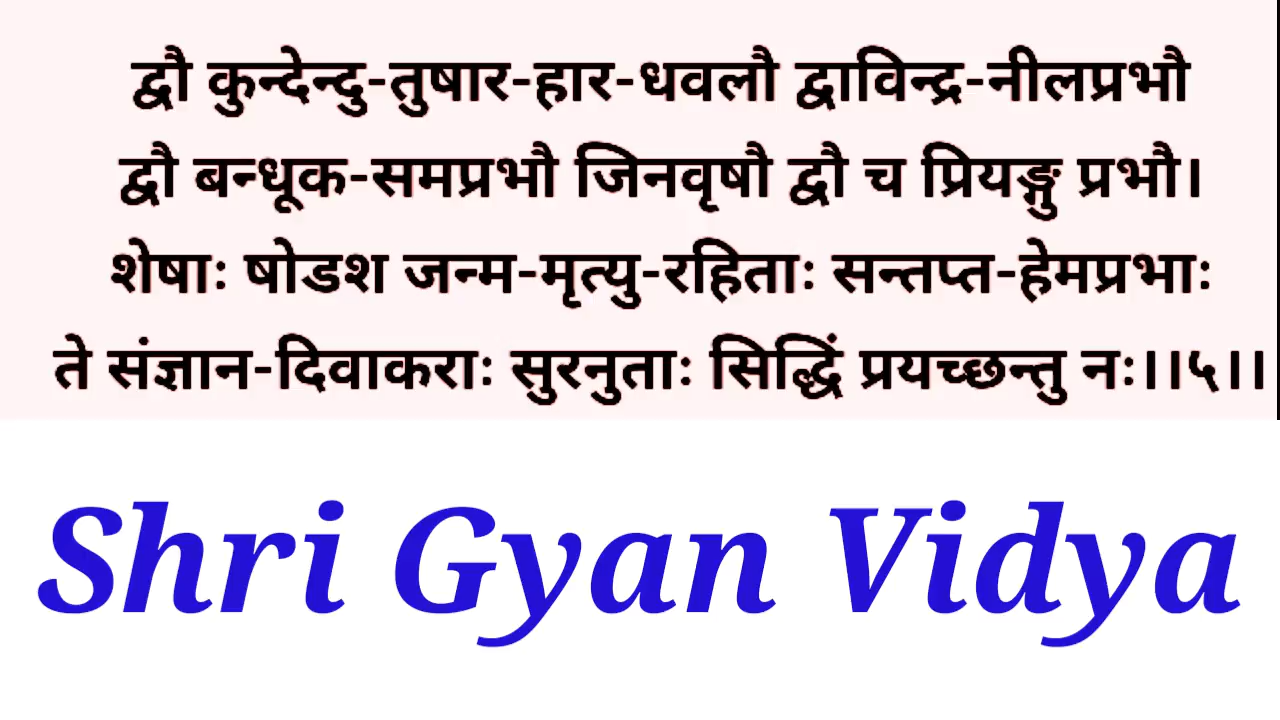 द्वौ कुन्देन्दु-तुषार-हार-धवलौ द्वाविन्द्र-नीलप्रभौ
द्वौ बन्धूक-समप्रभौ जिनवृषौ द्वौ च प्रियङ्गु प्रभौ।
शेषाः षोडश जन्म-मृत्यु-रहिताः सन्तप्त-हेमप्रभाः
ते संज्ञान-दिवाकराः सुरनुताः सिद्धिं प्रयच्छन्तु नः।।५।।
Shri Gyan Vidya